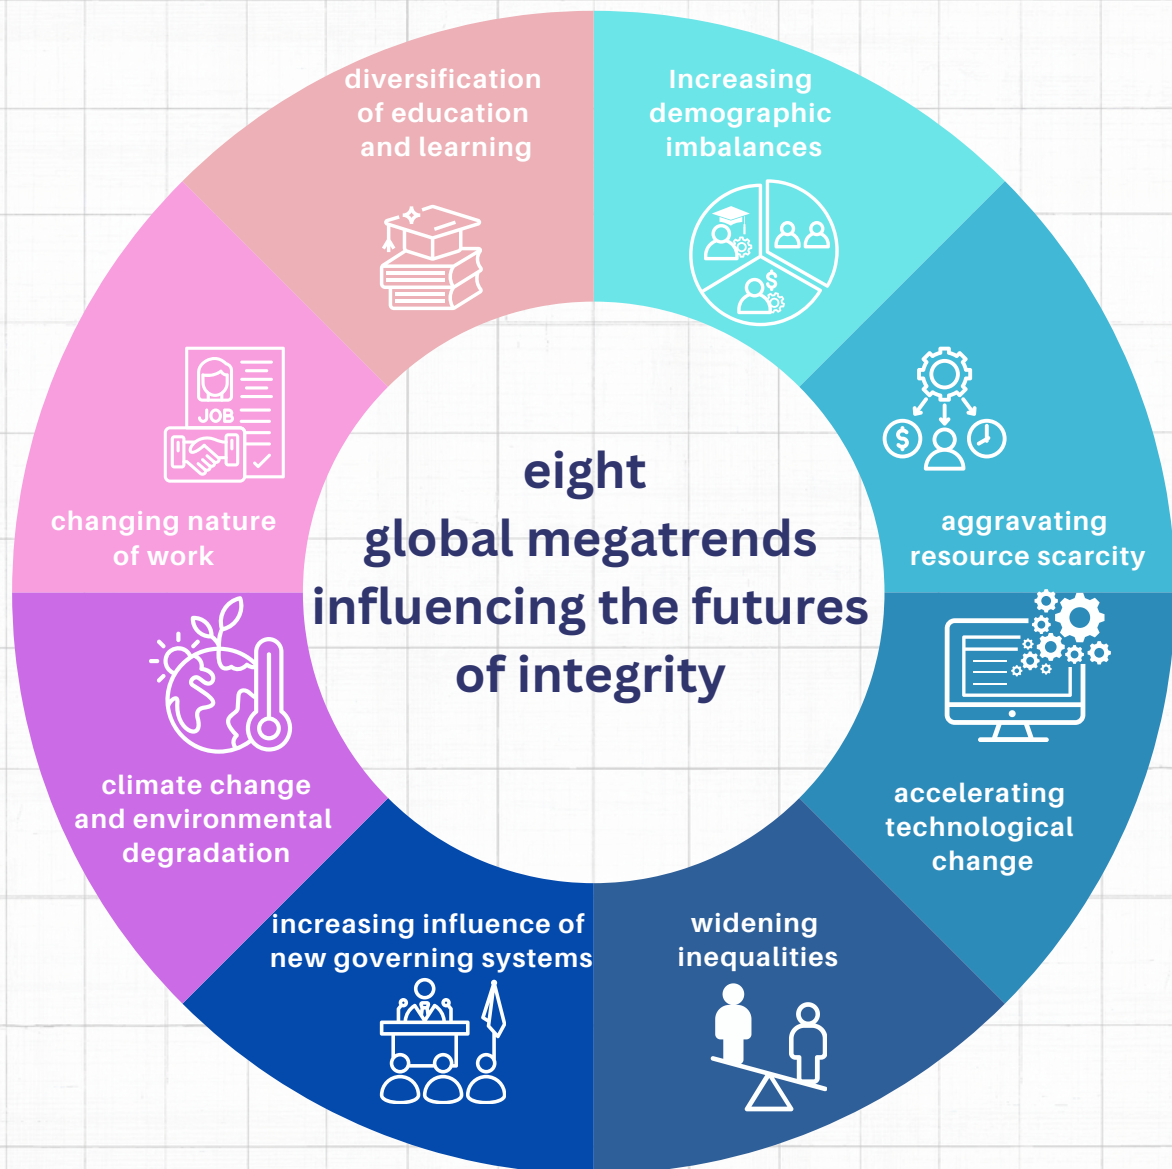 eight
global megatrends
influencing the futures
of integrity
Increasing
demographic
imbalances
$
$
aggravating
resource scarcity
accelerating
technological
change
widening
inequalities
increasing influence of
new governing systems
climate change
and environmental
degradation
JOB
changing nature
of work
diversification
of education
and learning